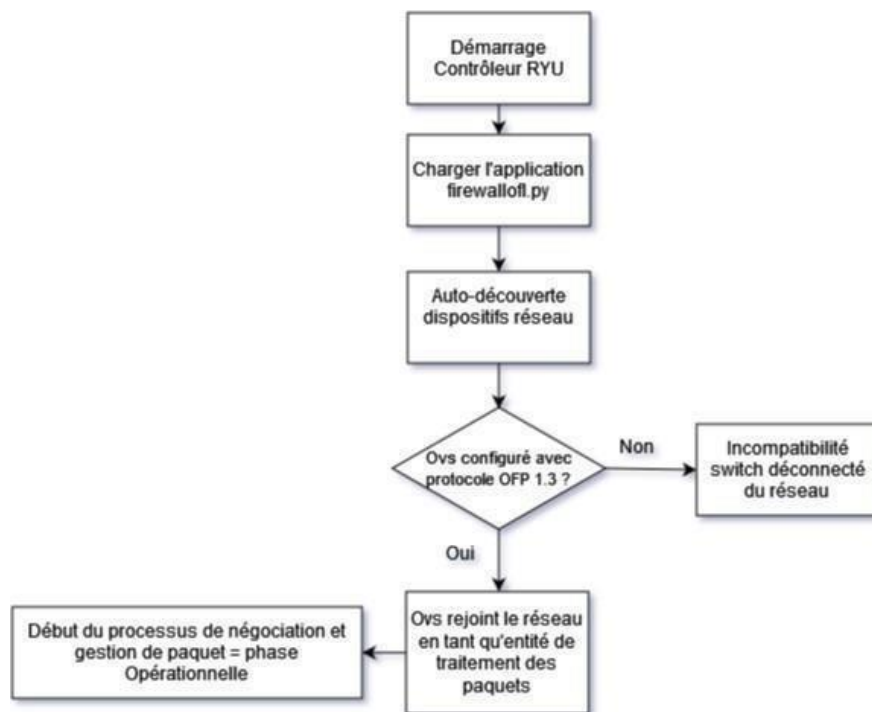 Démarrage
Contrôleur RYU
Charger l'application
firewallofl.py
Auto-découverte
dispositifs réseau
Ovs configuré avec
protocole OFP 1.3 ?
Non
Incompatibilité
switch déconnecté
du réseau
Oui
Ovs rejoint le réseau
en tant qu'entité de
traitement des
paquets
Début du processus de négociation et
gestion de paquet = phase
Opérationnelle